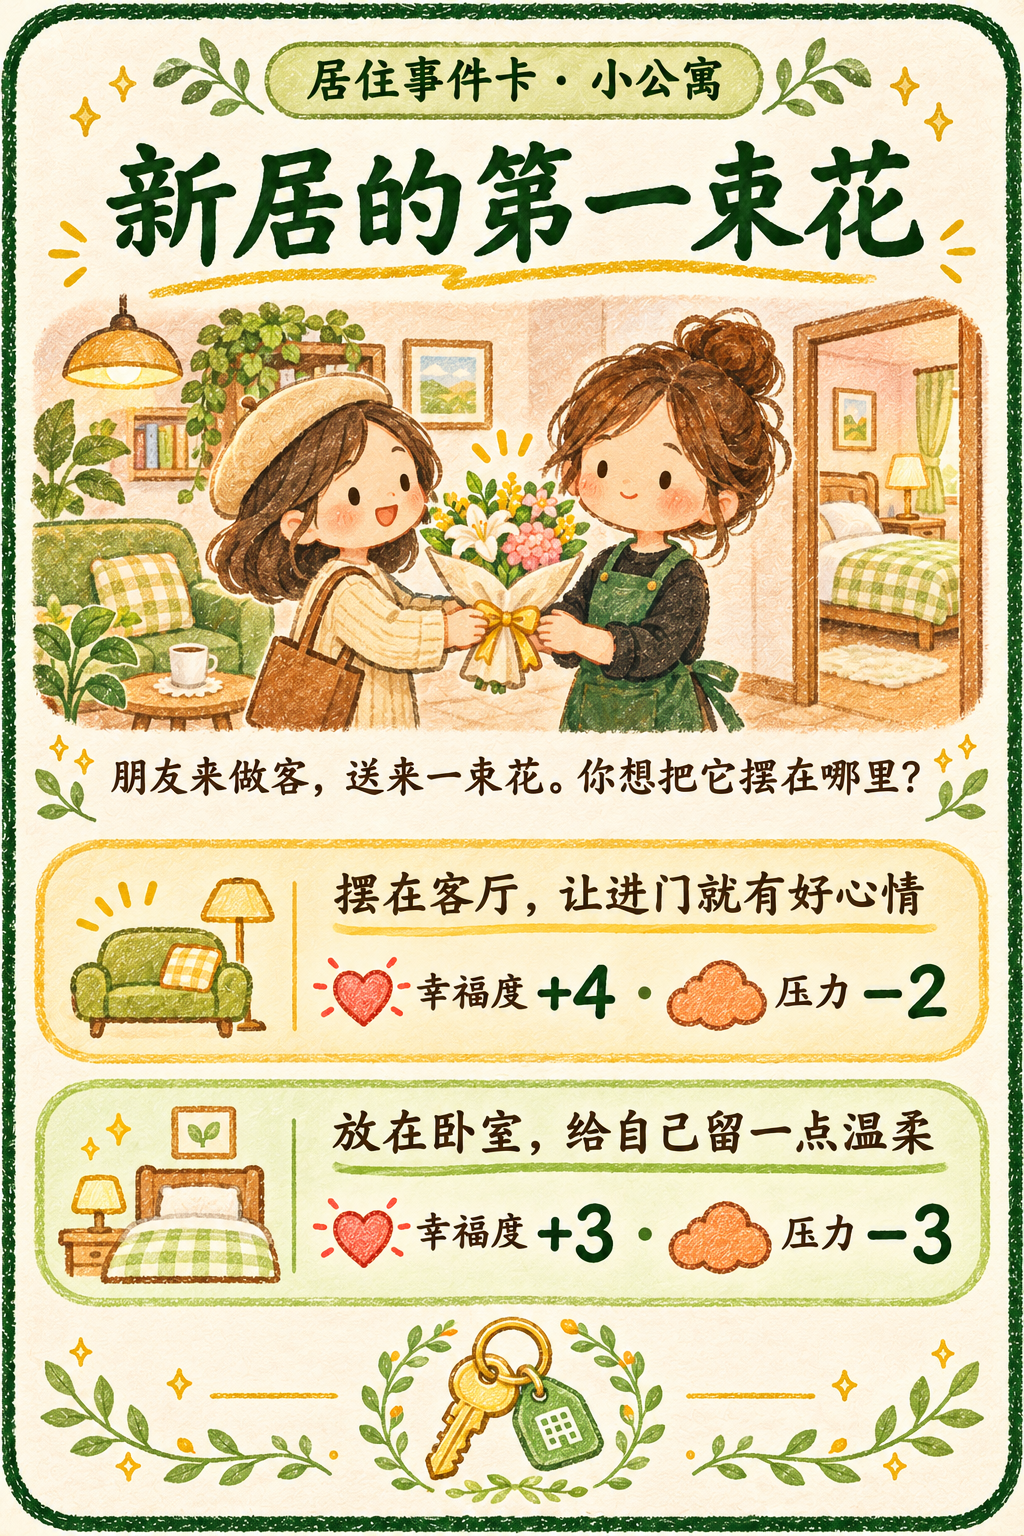 居住事件卡 · 小公寓
新居的第一束花
朋友来做客，送来一束花。你想把它摆在哪里？
摆在客厅，让进门就有好心情
幸福度 +4 · 压力 -2
放在卧室，给自己留一点温柔
幸福度 +3 · 压力 -3